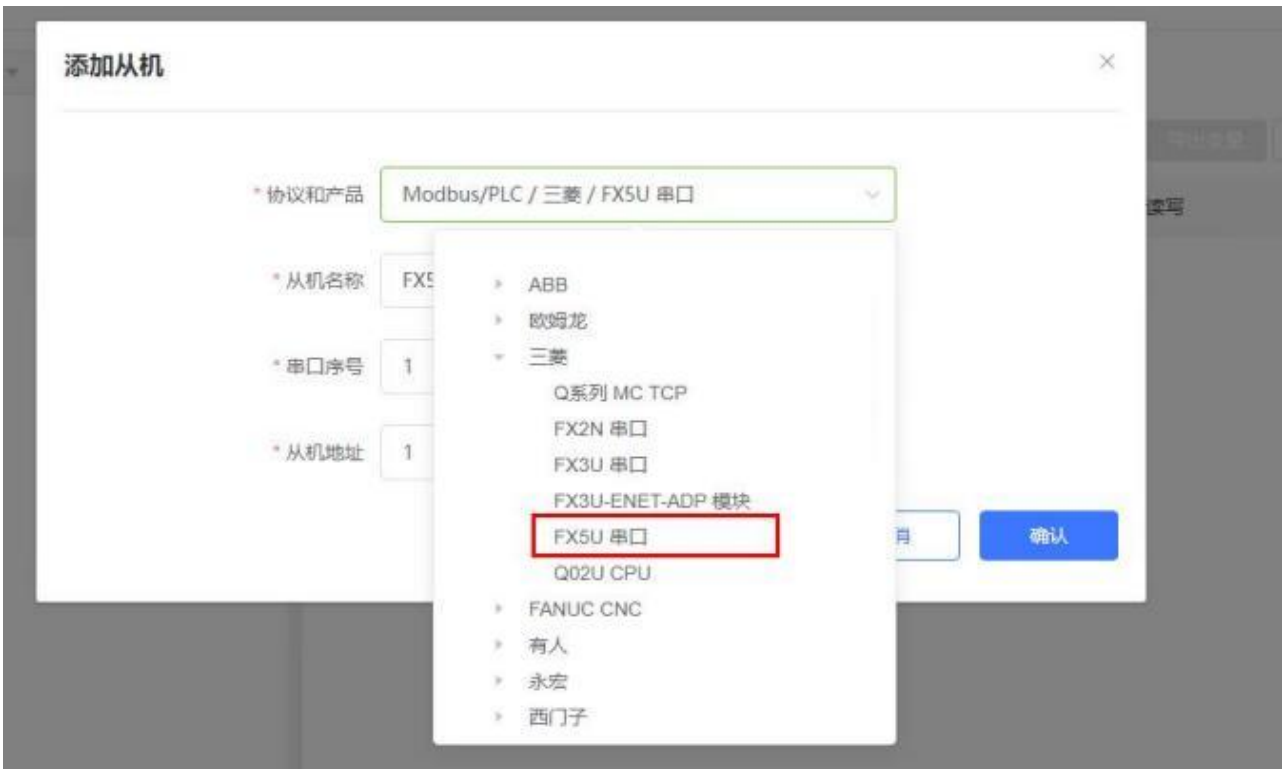 添加从机
* 协议和产品 Modbus/PLC / 三菱 / FX5U 串口
读写
* 从机名称 FX5
* 串口序号 1
* 从机地址 1
ABB
欧姆龙
三菱
Q系列 MC TCP
FX2N 串口
FX3U 串口
FX3U-ENET-ADP 模块
FX5U 串口
Q02U CPU
FANUC CNC
有人
永宏
西门子
确认